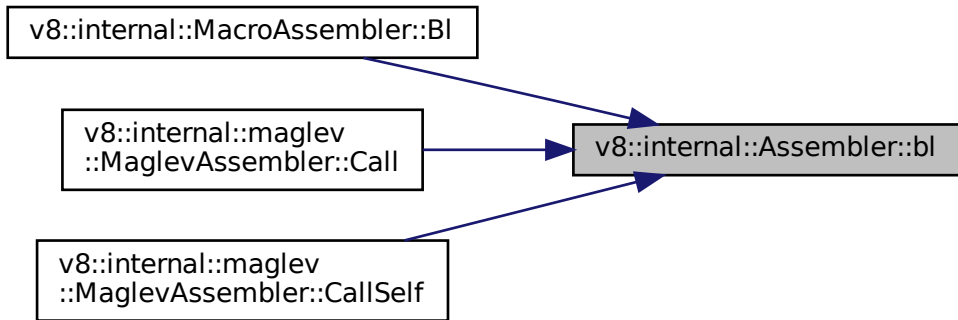 v8::internal::MacroAssembler::Bl
v8::internal::maglev
::MaglevAssembler::Call
v8::internal::Assembler::bl
v8::internal::maglev
::MaglevAssembler::CallSelf